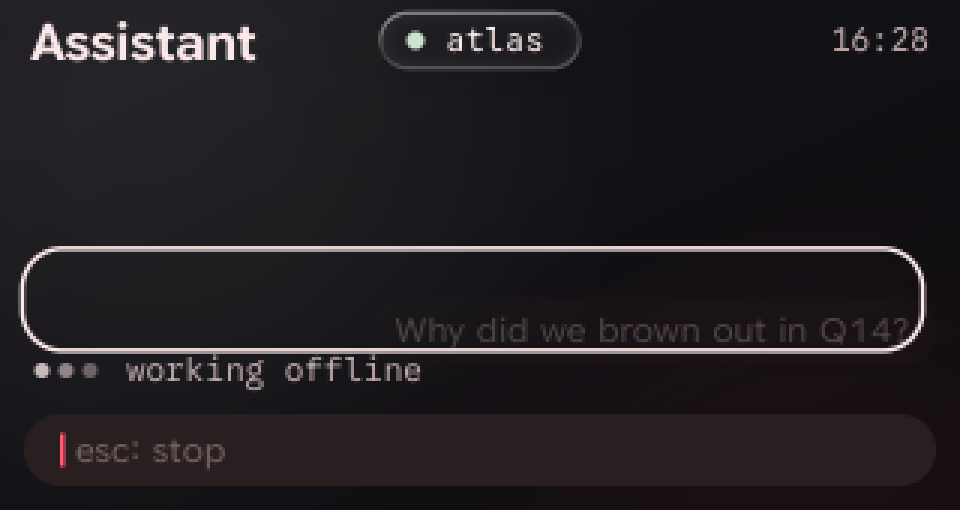 Assistant
atlas
16:28
Why did we brown out in Q14?
working offline
esc: stop